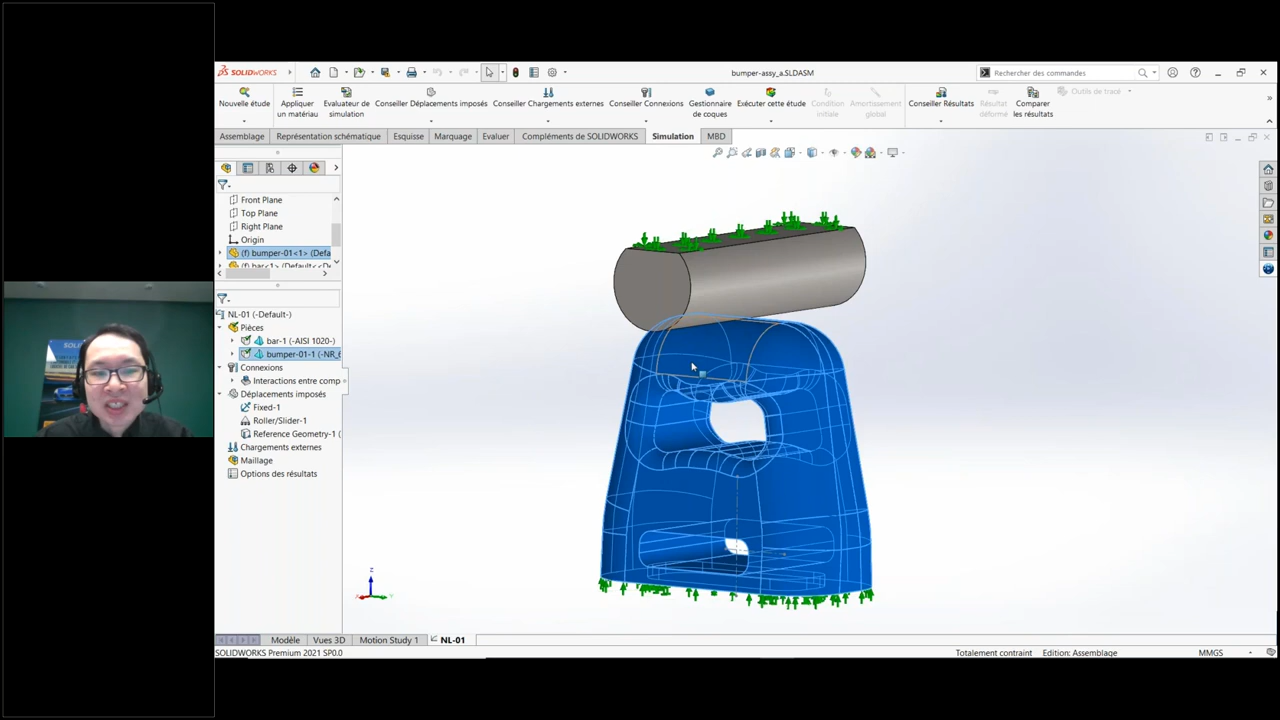 SOLIDWORKS
bumper-assy_a.SLDASM
Rechercher des commandes
Nouvelle étude
Appliquer un matériau
Evaluateur de simulation
Conseiller Déplacements imposés
Conseiller Chargements externes
Conseiller Connexions
Gestionnaire de coques
Exécuter cette étude
Condition initiale
Amortissement global
Conseiller Résultats
Résultat déformé
Comparer les résultats
Outils de tracé
Assemblage
Représentation schématique
Esquisse
Marquage
Evaluer
Compléments de SOLIDWORKS
Simulation
MBD
Front Plane
Top Plane
Right Plane
Origin
(f) bumper-01<1> (Defa
(f) bar<1> (Default<<D
NL-01 (-Default-)
Pièces
bar-1 (-AISI 1020-)
bumper-01-1 (-NR_6
Connexions
Interactions entre comp
Déplacements imposés
Fixed-1
Roller/Slider-1
Reference Geometry-1 (
Chargements externes
Maillage
Options des résultats
Z
Modèle
Vues 3D
Motion Study 1
NL-01
SOLIDWORKS Premium 2021 SP0.0
Totalement contraint
Edition: Assemblage
MMGS